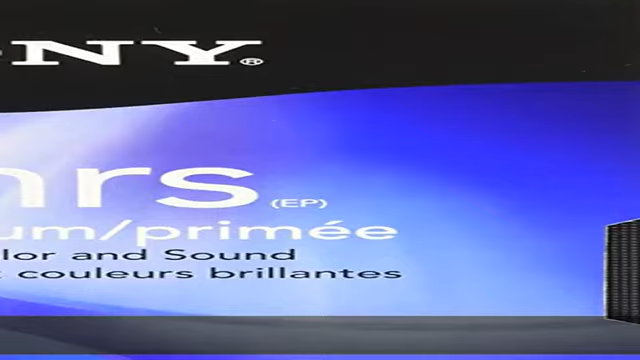 NY®
hrs (EP)
um/primée
lor and Sound
couleurs brillantes